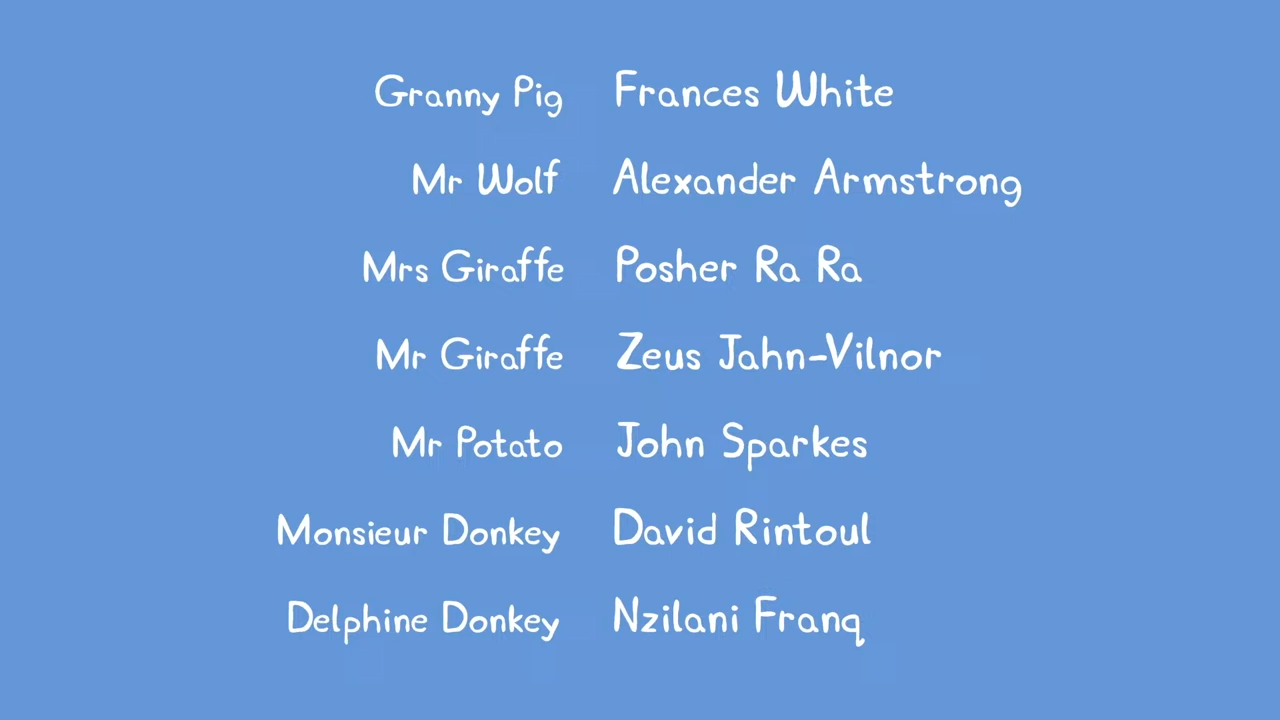 Granny Pig Frances White
Mr Wolf Alexander Armstrong
Mrs Giraffe Posher Ra Ra
Mr Giraffe Zeus Jahn-Vilnor
Mr Potato John Sparkes
Monsieur Donkey David Rintoul
Delphine Donkey Nzilani Franq